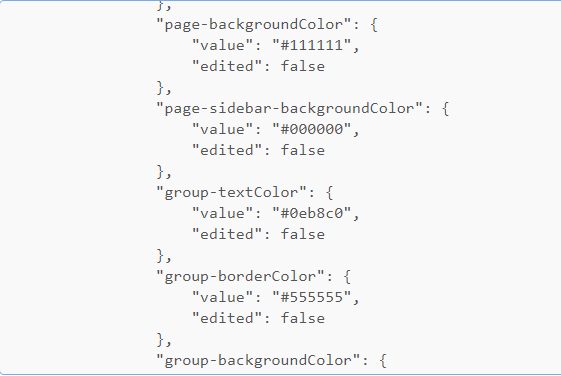 },
"page-backgroundColor": {
"value": "#111111",
"edited": false
},
"page-sidebar-backgroundColor": {
"value": "#000000",
"edited": false
},
"group-textColor": {
"value": "#0eb8c0",
"edited": false
},
"group-borderColor": {
"value": "#555555",
"edited": false
},
"group-backgroundColor": {